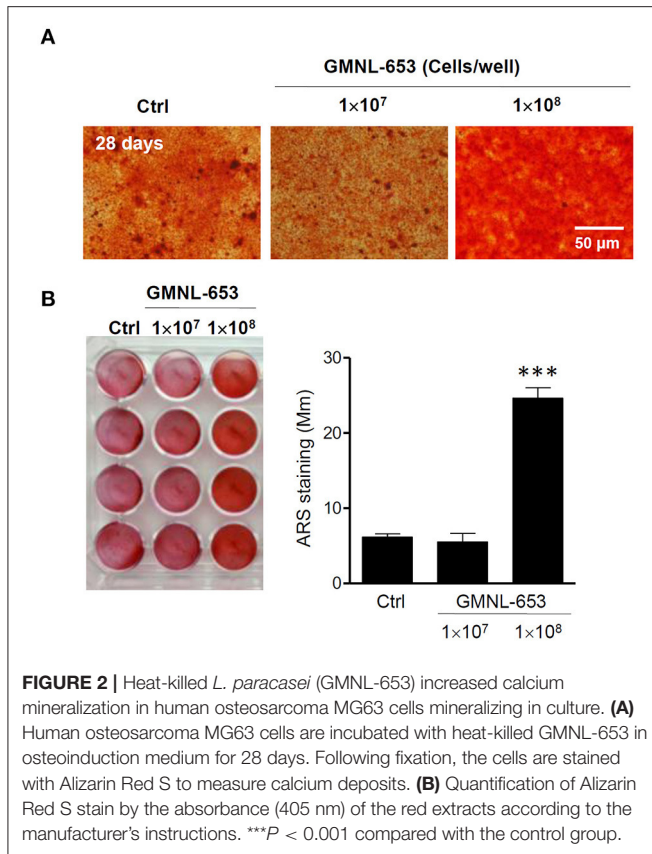 A
GMNL-653 (Cells/well)
Ctrl
1×10⁷
1×10⁸
28 days
50 µm
B
GMNL-653
Ctrl 1×10⁷ 1×10⁸
30
20
10
0
ARS staining (Mm)
***
Ctrl
GMNL-653
1×10⁷
1×10⁸
FIGURE 2 | Heat-killed L. paracasei (GMNL-653) increased calcium
mineralization in human osteosarcoma MG63 cells mineralizing in culture. (A)
Human osteosarcoma MG63 cells are incubated with heat-killed GMNL-653 in
osteoinduction medium for 28 days. Following fixation, the cells are stained
with Alizarin Red S to measure calcium deposits. (B) Quantification of Alizarin
Red S stain by the absorbance (405 nm) of the red extracts according to the
manufacturer's instructions. ***P < 0.001 compared with the control group.